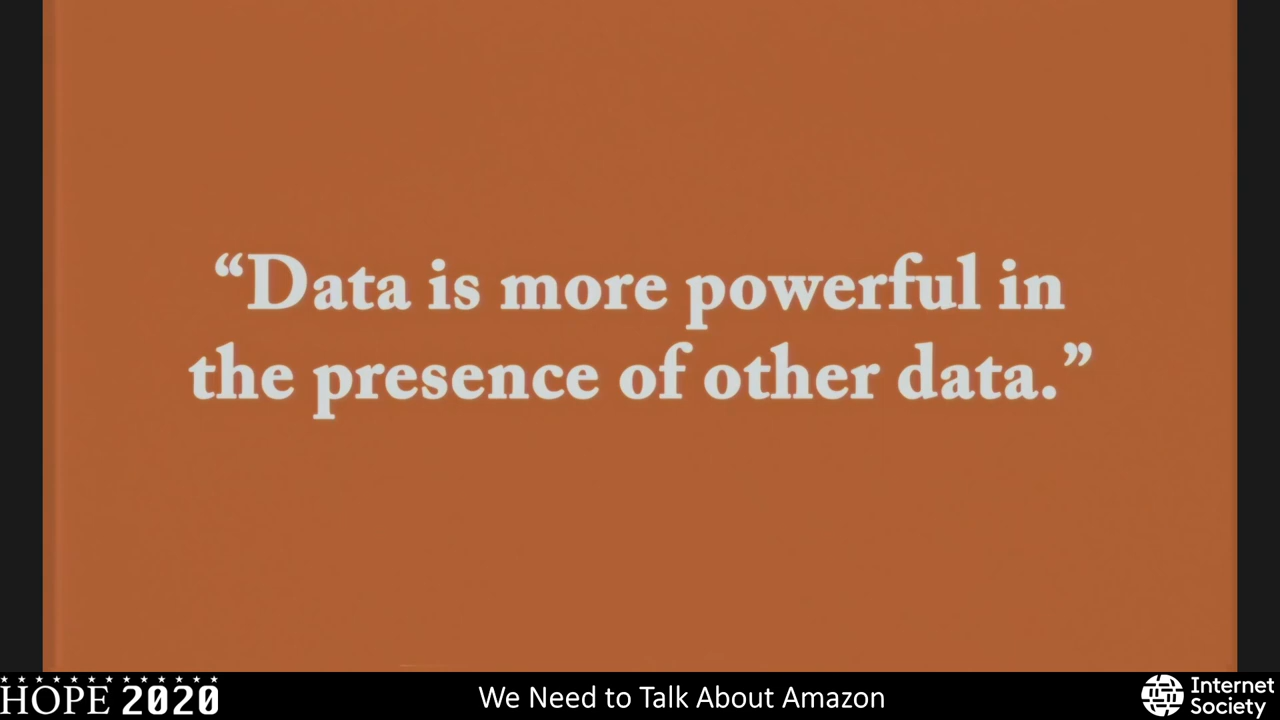 “Data is more powerful in
the presence of other data.”
HOPE 2020
We Need to Talk About Amazon
Internet
Society